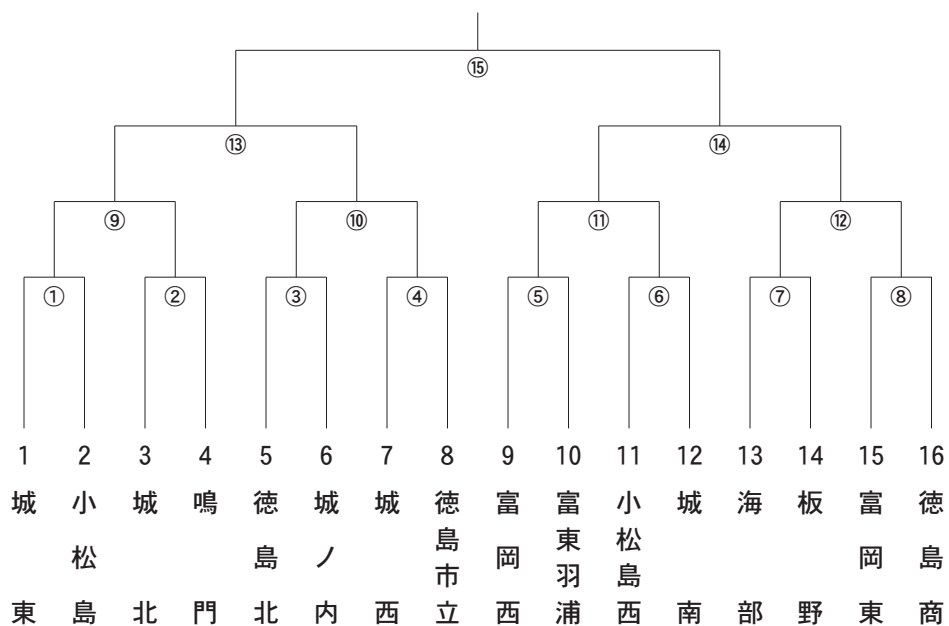 ⑮
⑬ ⑭
⑨ ⑩ ⑪ ⑫
① ② ③ ④ ⑤ ⑥ ⑦ ⑧
1 2 3 4 5 6 7 8 9 10 11 12 13 14 15 16
城東
小松島
城北
鳴門
徳島北
城ノ内
城西
徳島市立
富岡西
富東羽浦
小松島西
城南
海部
板野
富岡東
徳島商